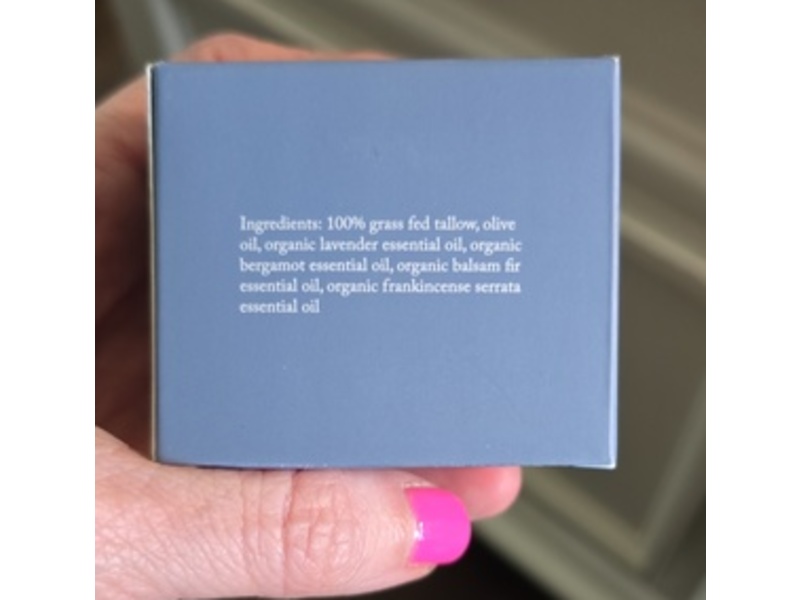 Ingredients: 100% grass fed tallow, olive
oil, organic lavender essential oil, organic
bergamot essential oil, organic balsam fir
essential oil, organic frankincense serrata
essential oil